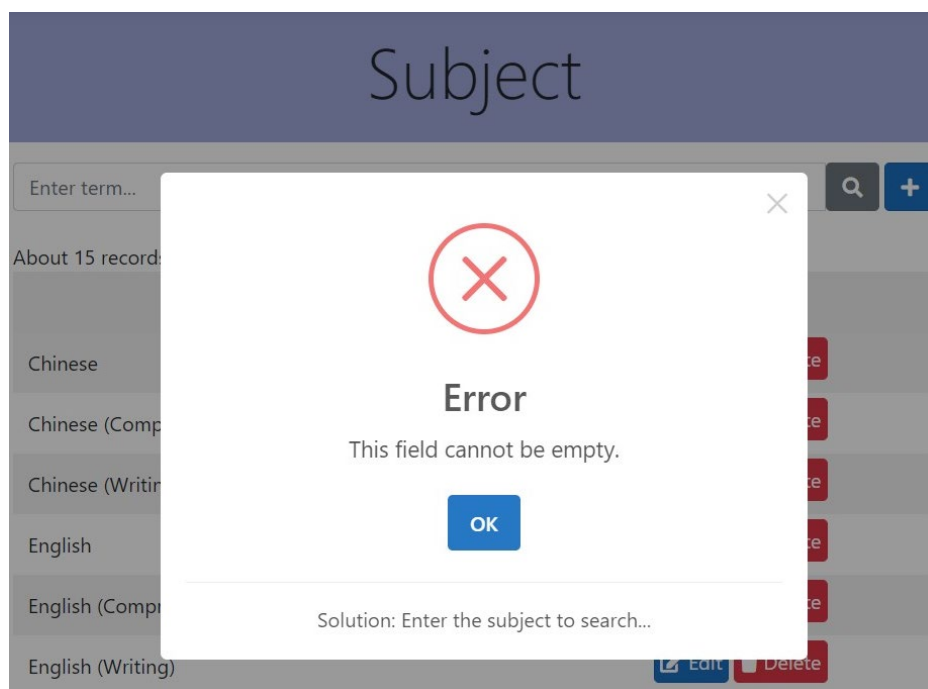 Subject
Enter term...
About 15 records
Error
This field cannot be empty.
OK
Solution: Enter the subject to search...
Chinese
Chinese (Comp
Chinese (Writin
English
English (Compr
English (Writing)
Edit Delete